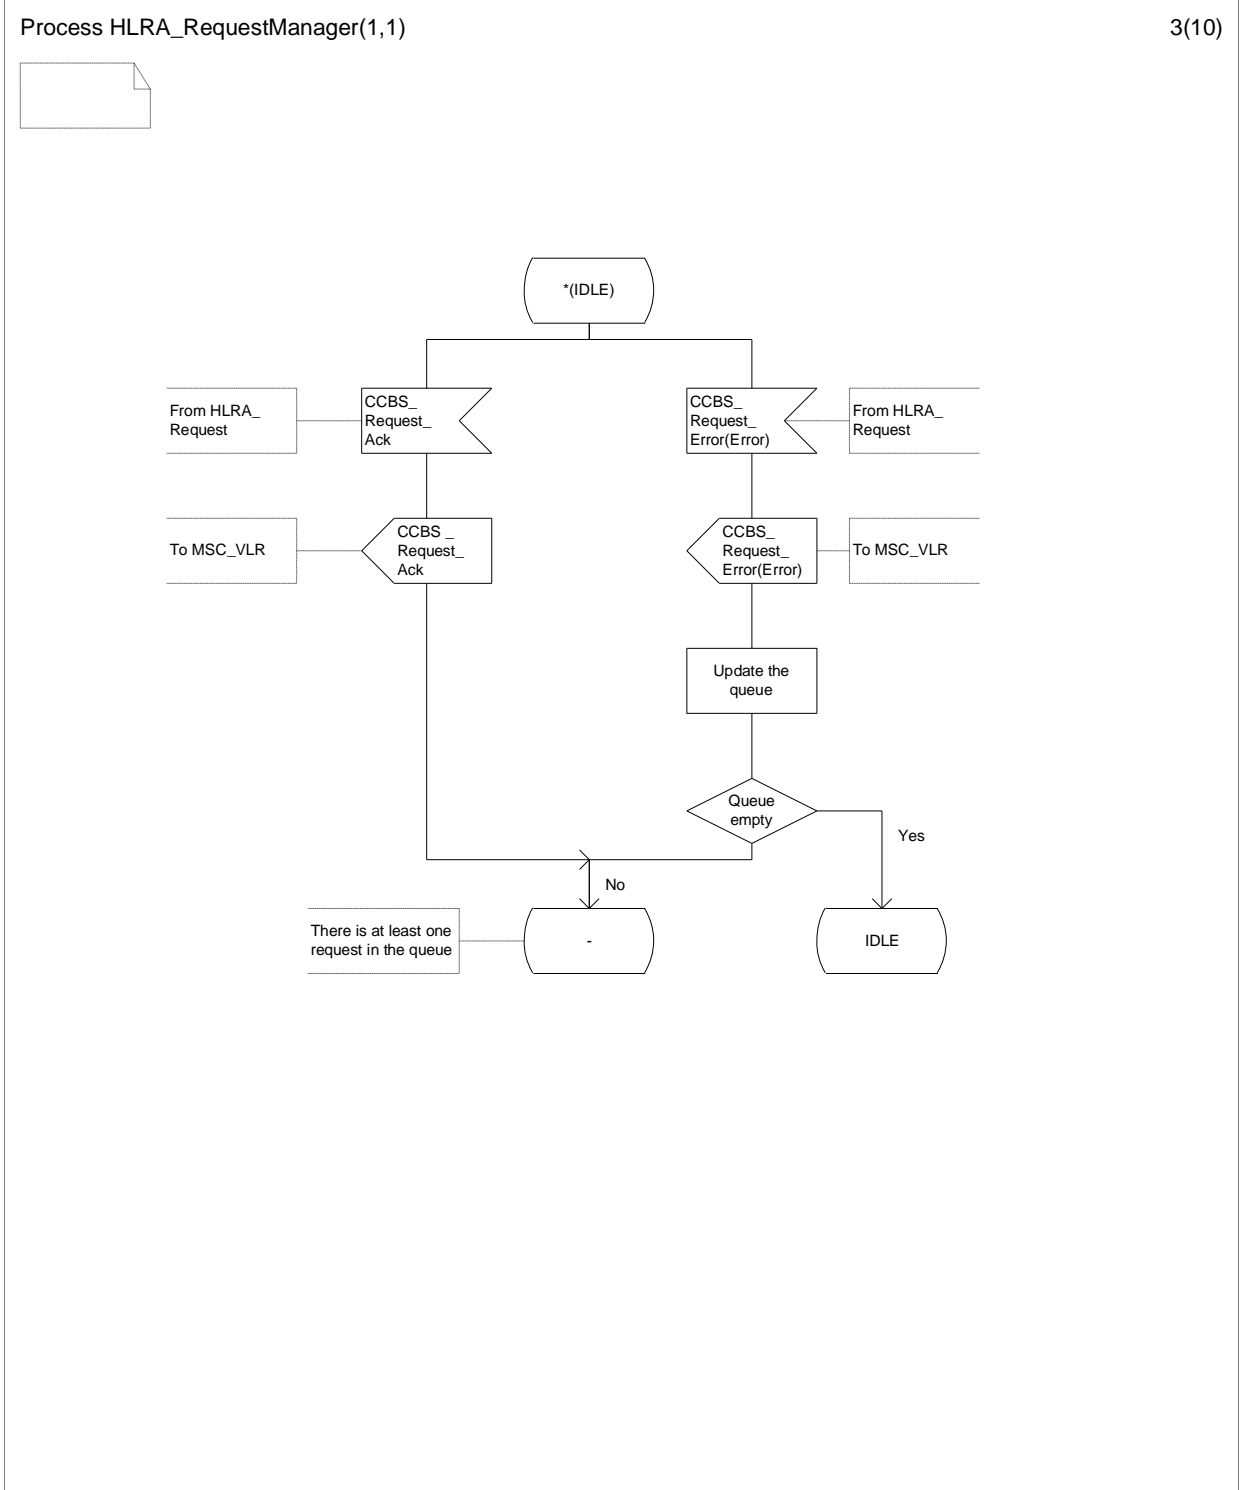 Process HLRA_RequestManager(1,1)
3(10)
*(IDLE)
From HLRA_
Request
CCBS_
Request_
Ack
CCBS_
Request_
Error(Error)
From HLRA_
Request
To MSC_VLR
CCBS _
Request_
Ack
CCBS_
Request_
Error(Error)
To MSC_VLR
Update the
queue
Queue
empty
Yes
No
There is at least one
request in the queue
-
IDLE